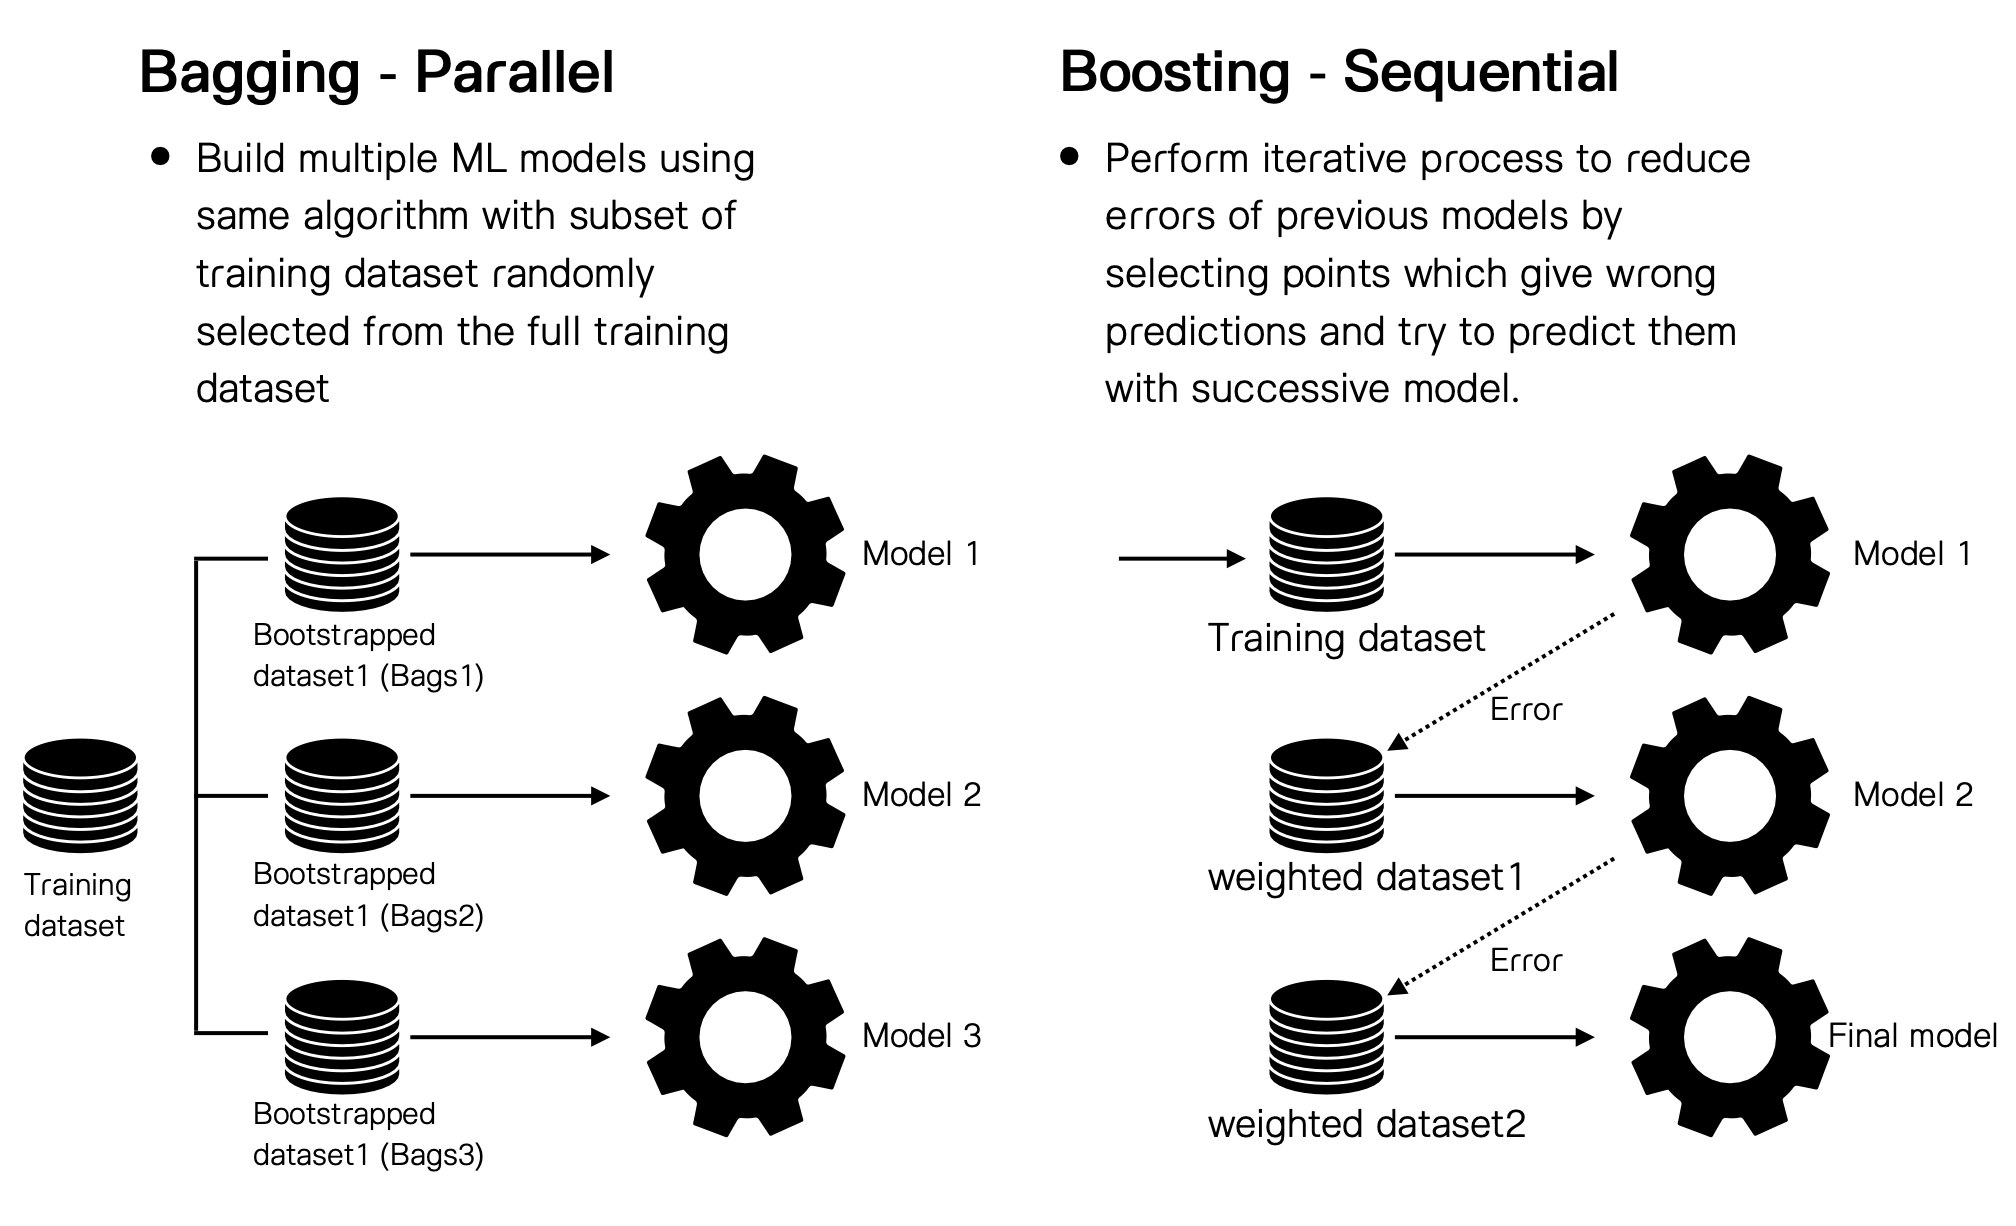 Bagging - Parallel
• Build multiple ML models using
same algorithm with subset of
training dataset randomly
selected from the full training
dataset
Training
dataset
Bootstrapped
dataset1 (Bags1)
Model 1
Bootstrapped
dataset1 (Bags2)
Model 2
Bootstrapped
dataset1 (Bags3)
Model 3
Boosting - Sequential
• Perform iterative process to reduce
errors of previous models by
selecting points which give wrong
predictions and try to predict them
with successive model.
Training dataset
Model 1
Error
weighted dataset1
Model 2
Error
weighted dataset2
Final model